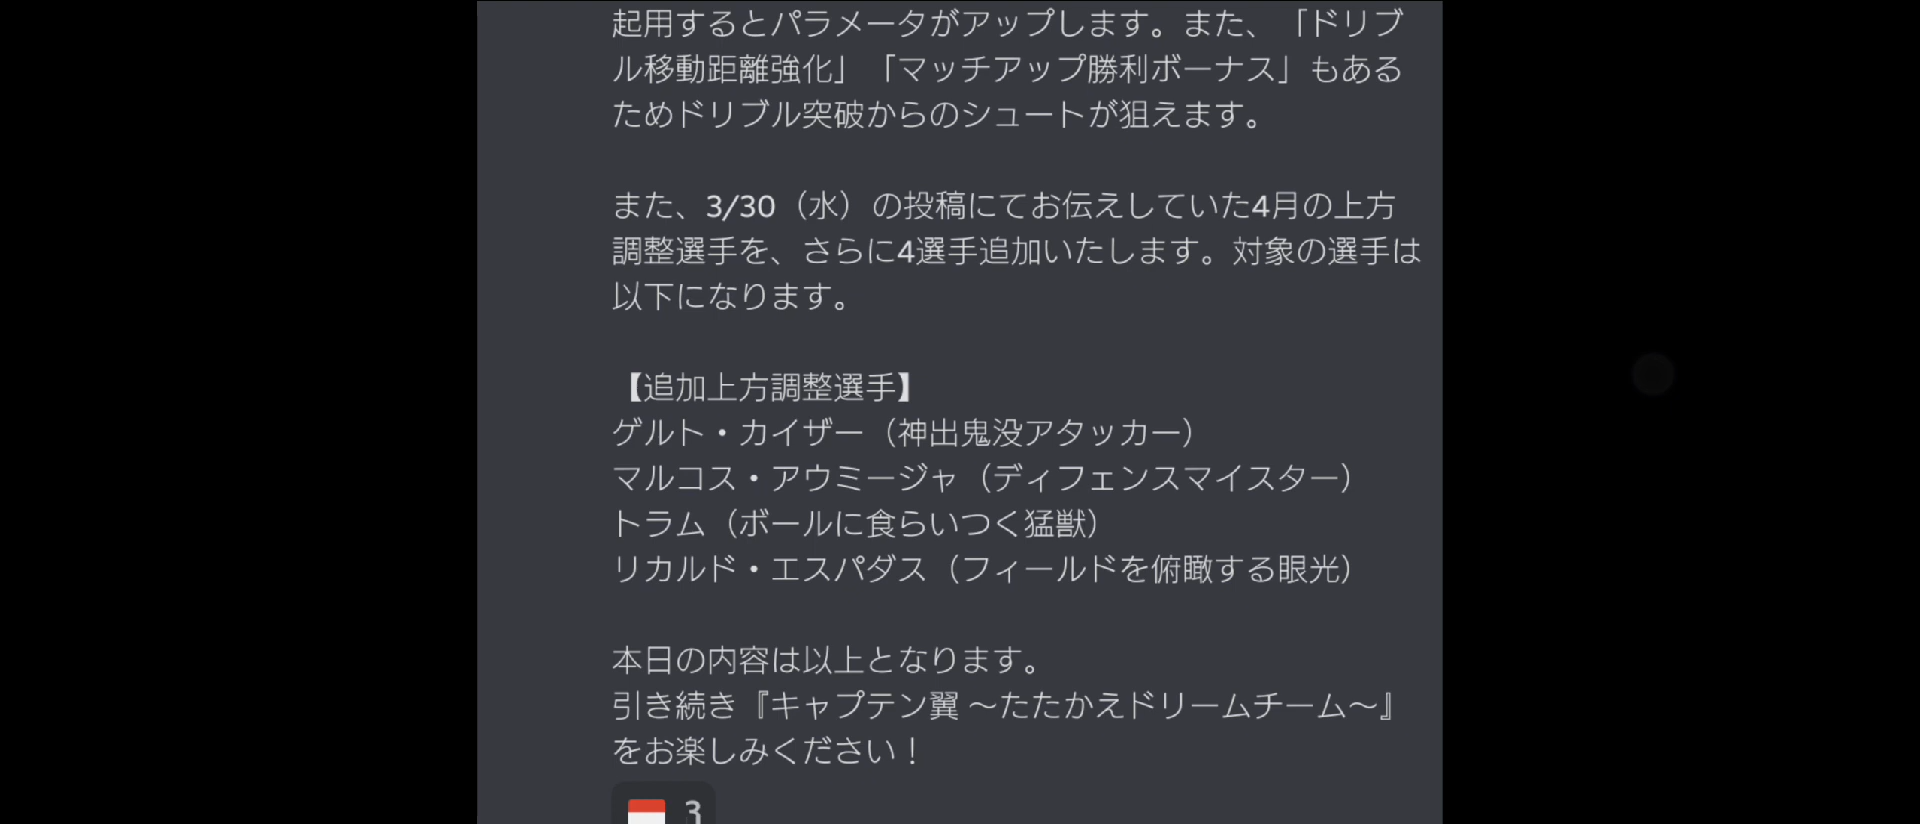 起用するとパラメータがアップします。また、「ドリブ
ル移動距離強化」「マッチアップ勝利ボーナス」もある
ためドリブル突破からのシュートが狙えます。
また、3/30（水）の投稿にてお伝えしていた4月の上方
調整選手を、さらに4選手追加いたします。対象の選手は
以下になります。
【追加上方調整選手】
ゲルト・カイザー（神出鬼没アタッカー）
マルコス・アウミージャ（ディフェンスマイスター）
トラム（ボールに食らいつく猛獣）
リカルド・エスパダス（フィールドを俯瞰する眼光）
本日の内容は以上となります。
引き続き『キャプテン翼 〜たたかえドリームチーム〜』
をお楽しみください！
3